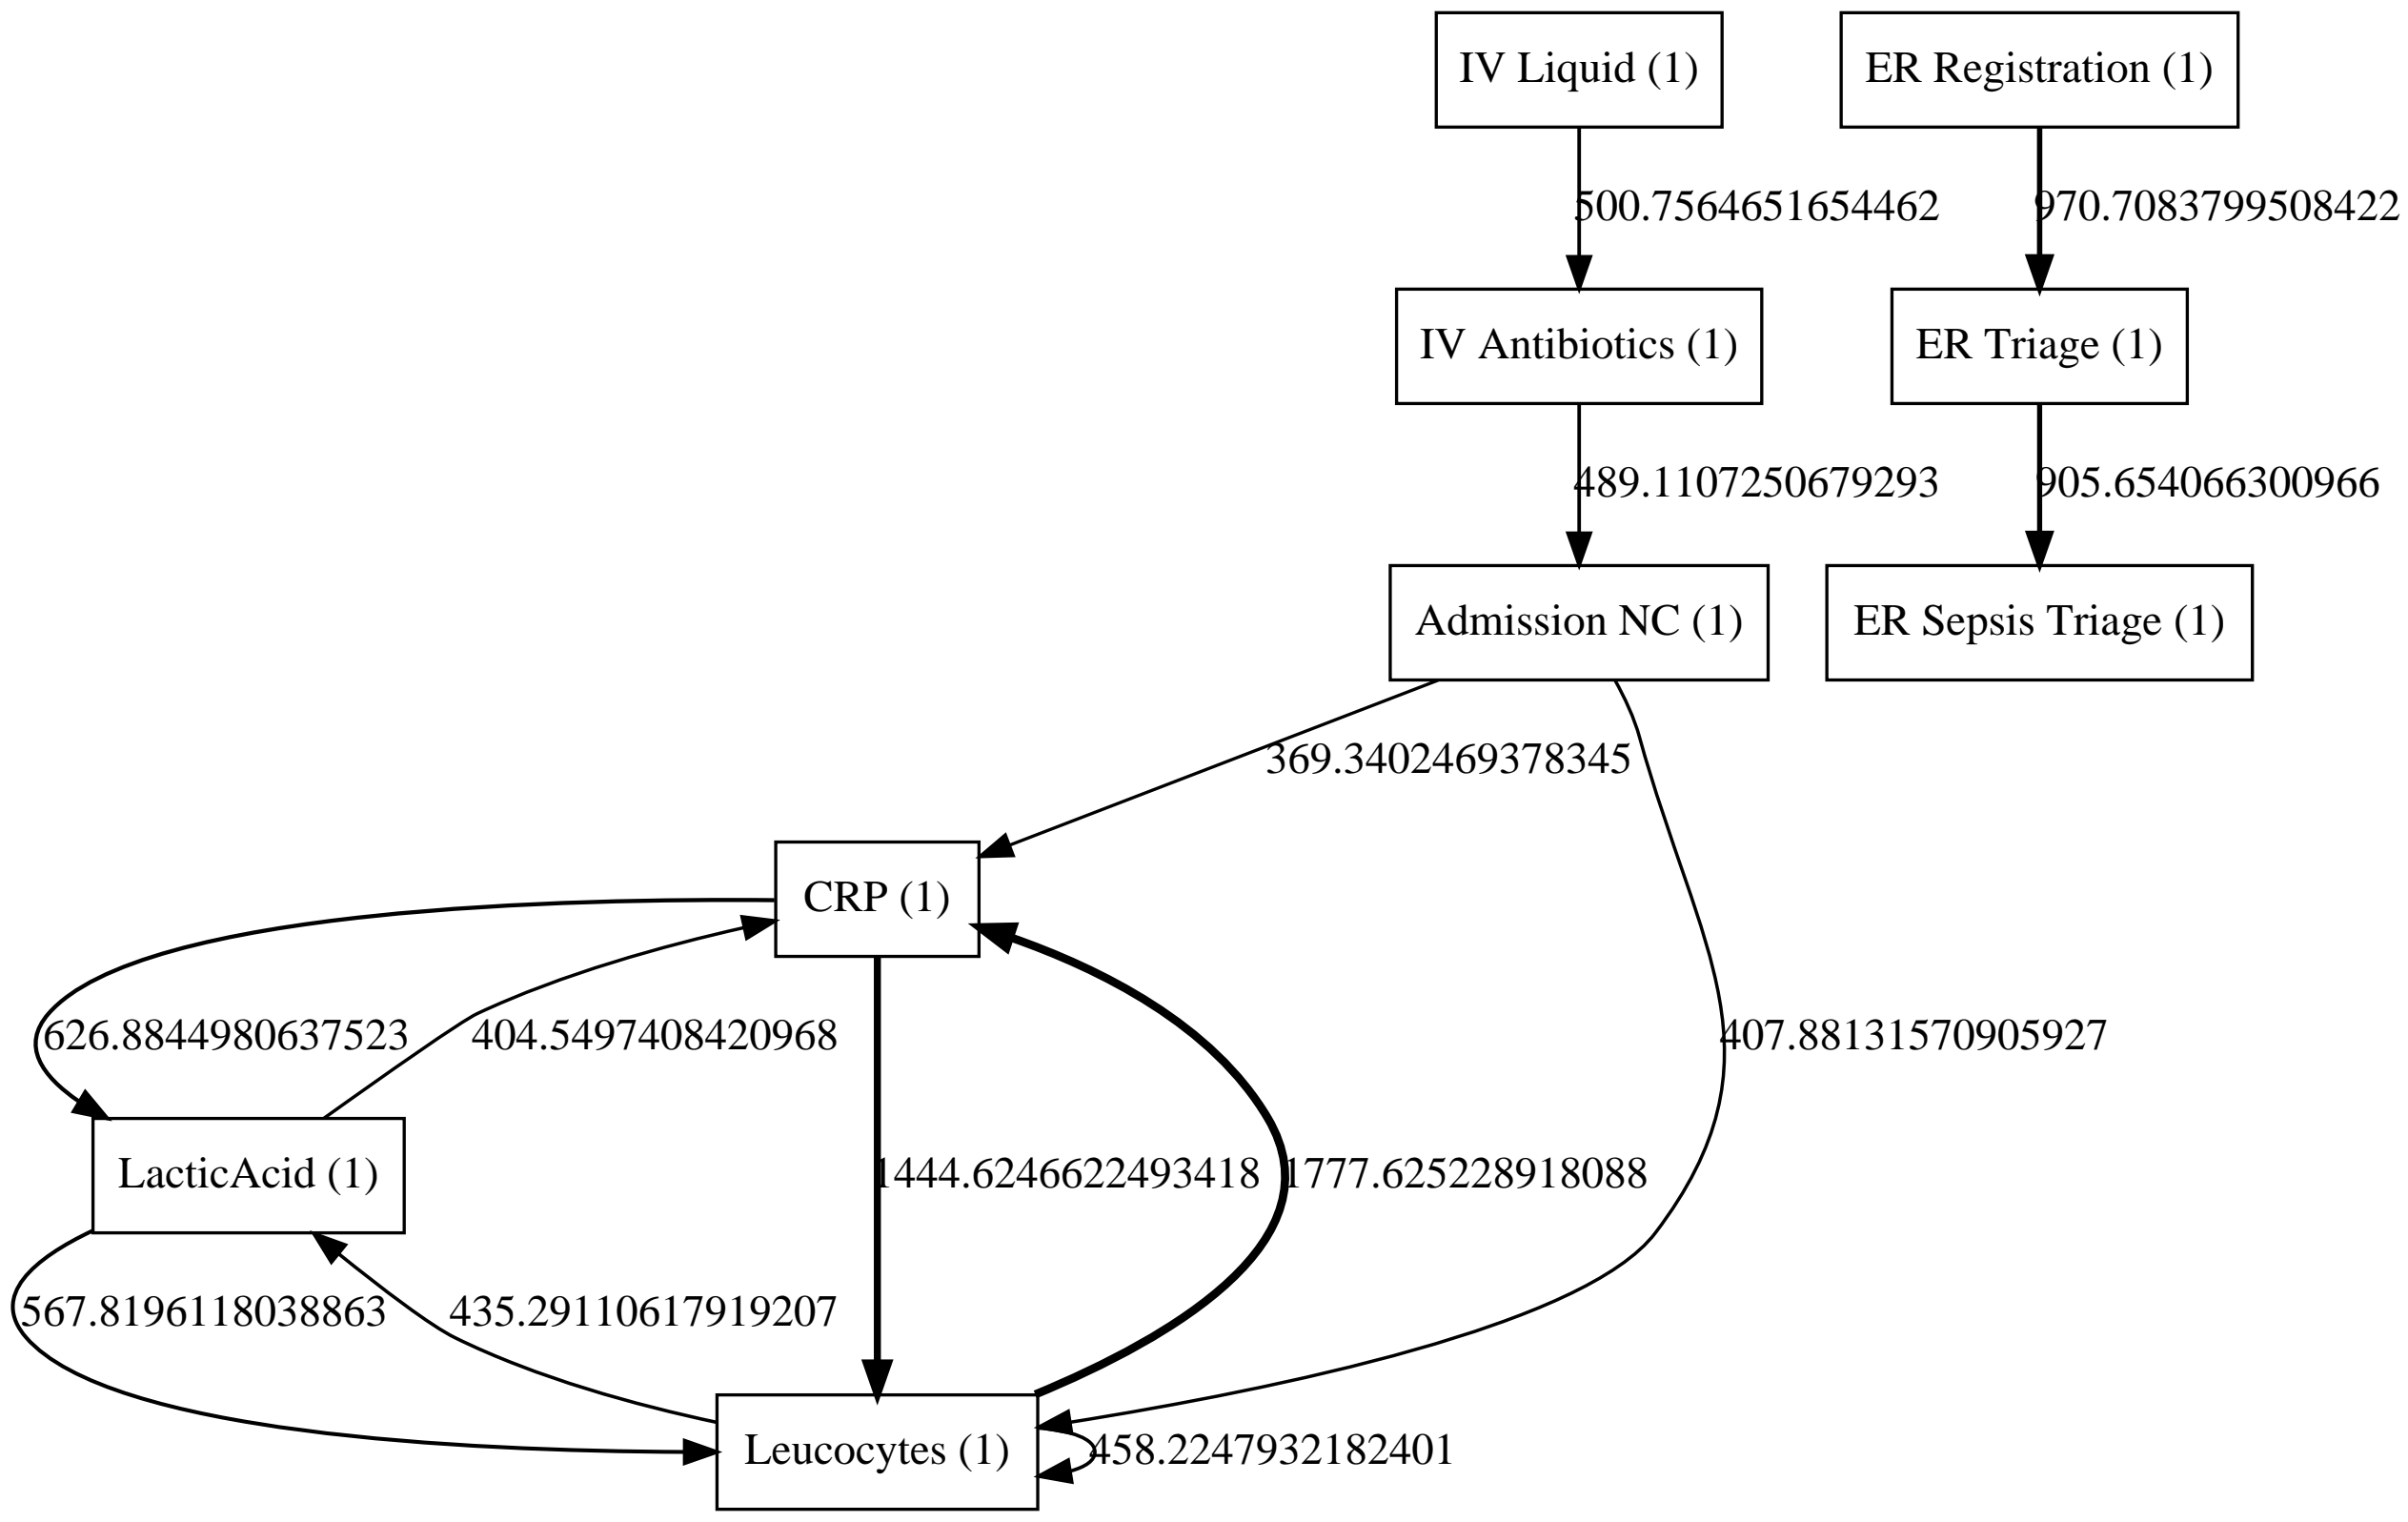 IV Liquid (1)
ER Registration (1)
500.7564651654462
970.7083799508422
IV Antibiotics (1)
ER Triage (1)
489.1107250679293
905.654066300966
Admission NC (1)
ER Sepsis Triage (1)
369.3402469378345
CRP (1)
626.8844980637523
404.5497408420968
407.88131570905927
LacticAcid (1)
1444.6246622493418
1777.625228918088
567.8196118038863
435.29110617919207
Leucocytes (1)
458.2247932182401